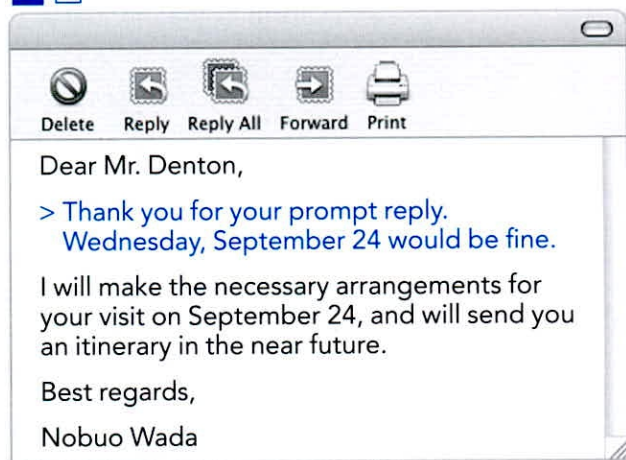 Delete Reply Reply All Forward Print
Dear Mr. Denton,
> Thank you for your prompt reply.
Wednesday, September 24 would be fine.
I will make the necessary arrangements for
your visit on September 24, and will send you
an itinerary in the near future.
Best regards,
Nobuo Wada